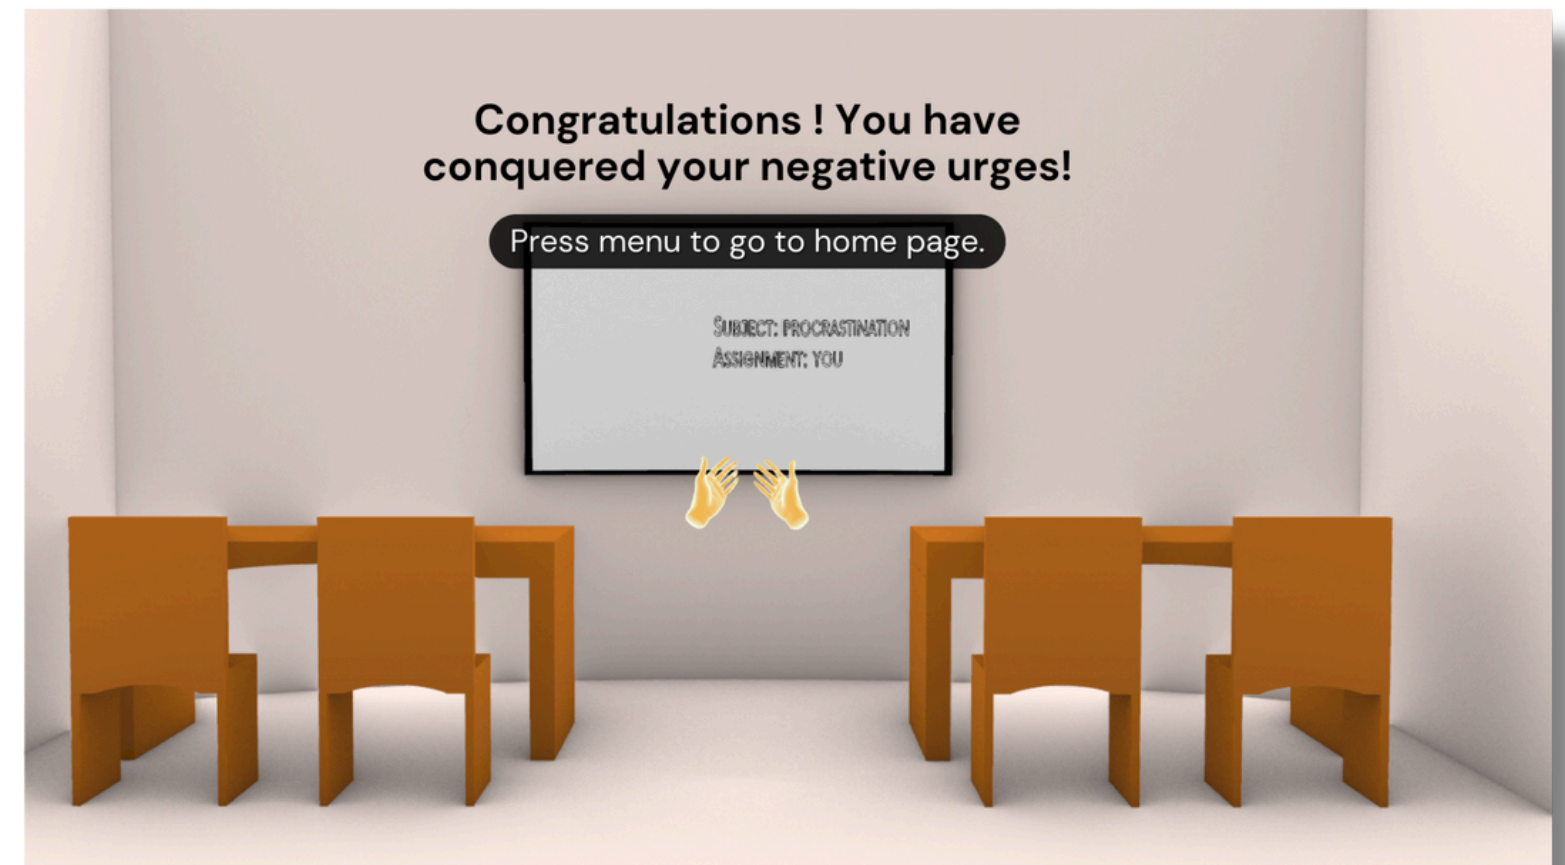 Congratulations ! You have
conquered your negative urges!
Press menu to go to home page.
SUBJECT: PROCRASTINATION
ASSIGNMENT: YOU